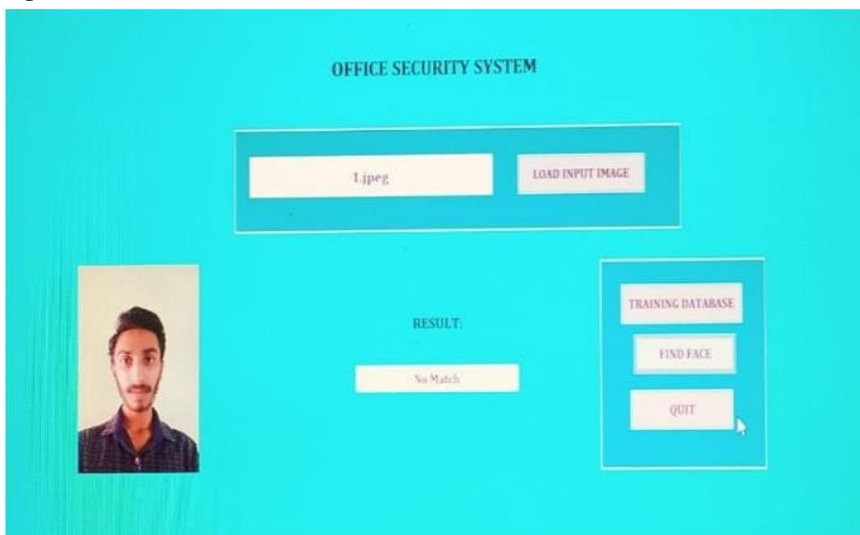 OFFICE SECURITY SYSTEM
1.jpeg
LOAD INPUT IMAGE
RESULT:
No Match
TRAINING DATABASE
FIND FACE
QUIT